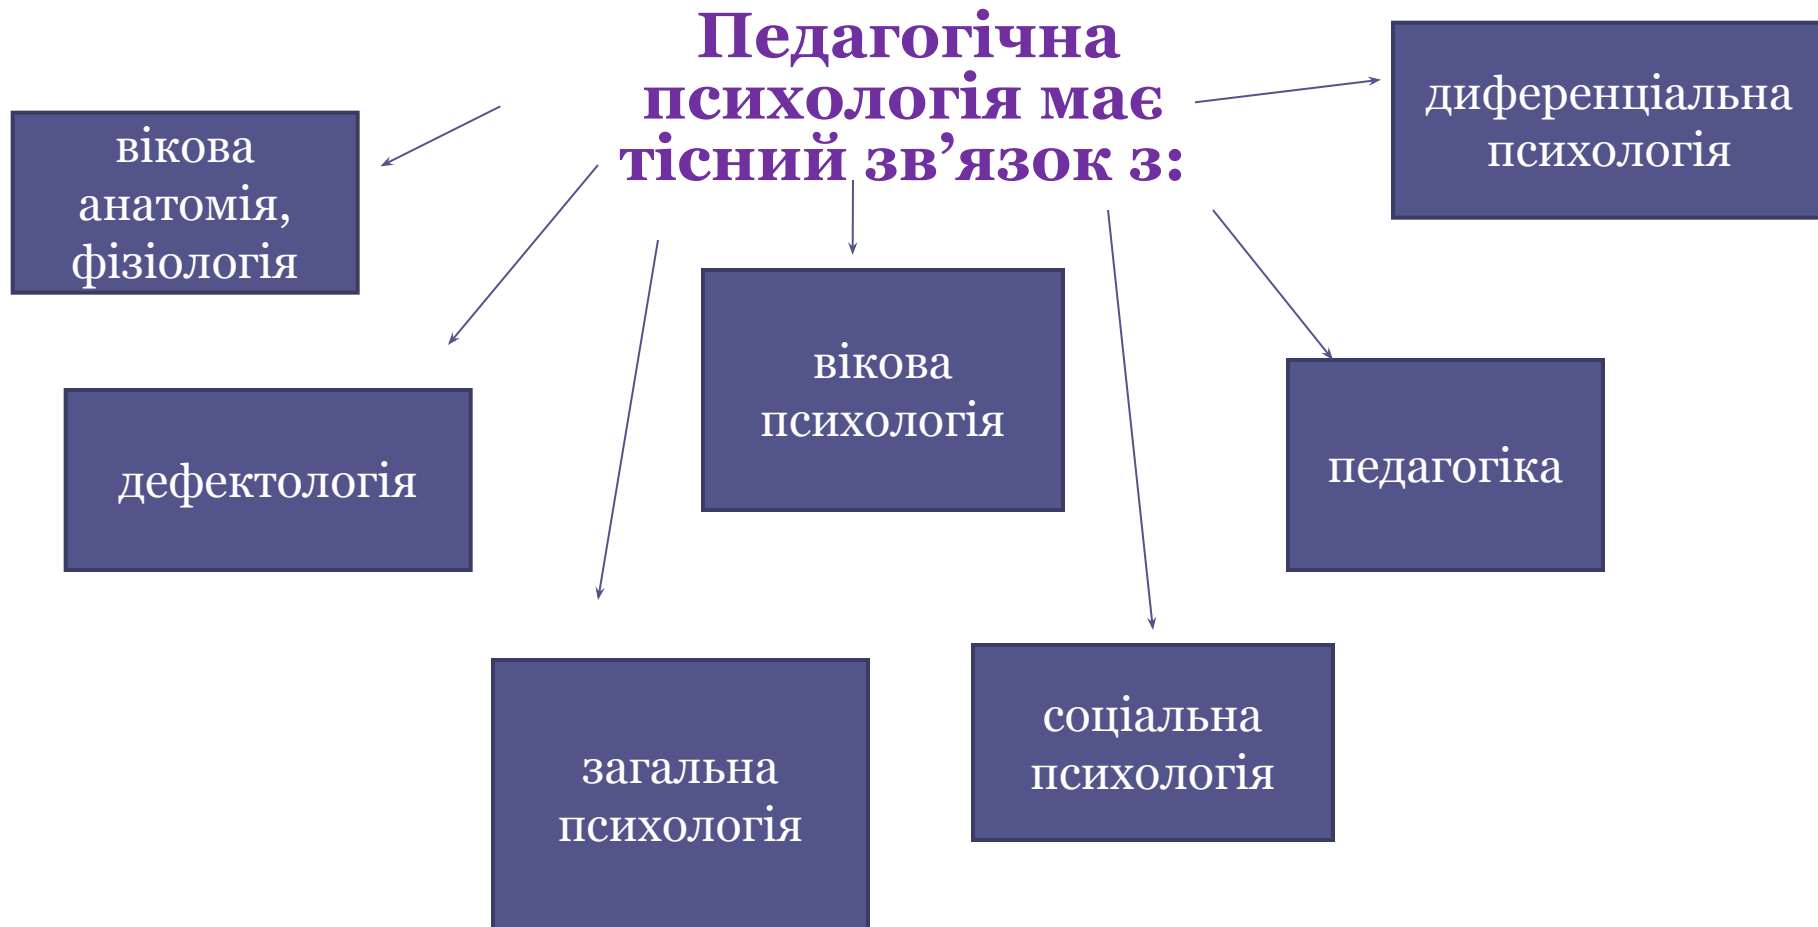 Педагогічна
психологія має
тісний зв’язок з:
диференціальна
психологія
вікова
анатомія,
фізіологія
вікова
психологія
педагогіка
дефектологія
загальна
психологія
соціальна
психологія